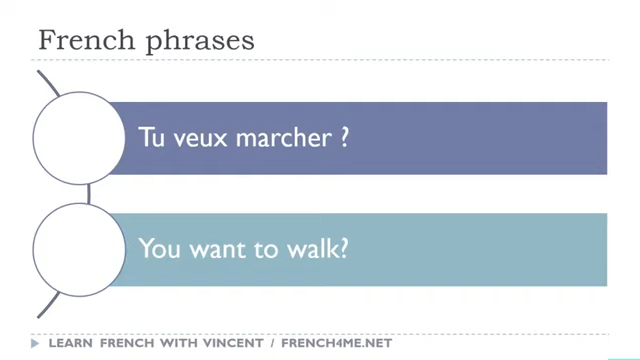 French phrases
Tu veux marcher ?
You want to walk?
LEARN FRENCH WITH VINCENT / FRENCH4ME.NET